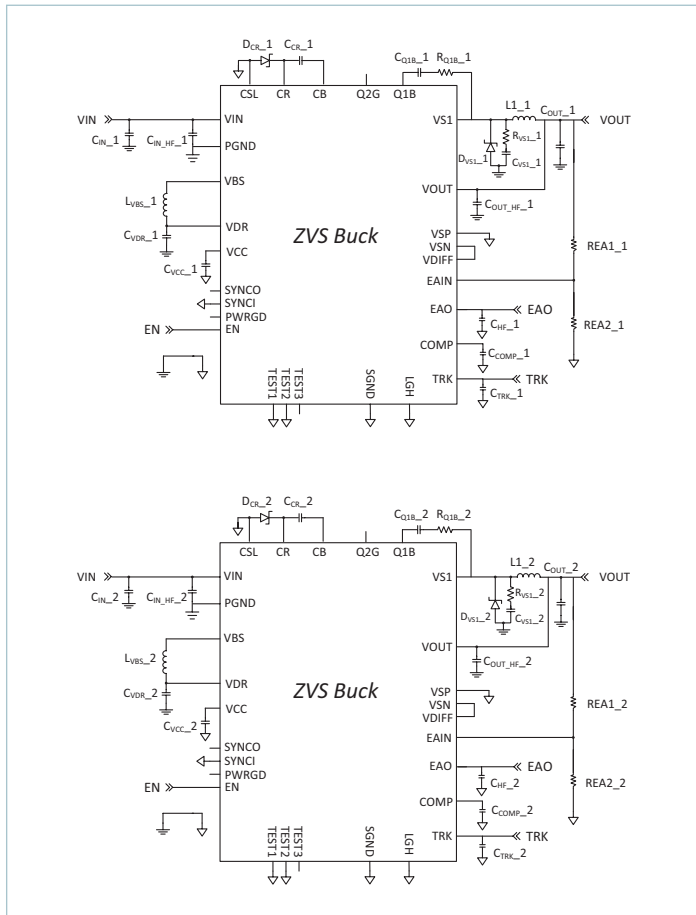 D_CR_1 C_CR_1
C_Q1B_1 R_Q1B_1
CSL CR CB Q2G Q1B
VIN
VIN
C_IN_1
C_IN_HF_1
PGND
VBS
L_VBS_1
VDR
C_VDR_1
VCC
C_VCC_1
SYNCO
SYNCI
PWRGD
EN
EN
ZVS Buck
TEST1
TEST2
TEST3
SGND
LGH
VS1
L1_1
C_OUT_1
VOUT
R_VS1_1
D_VS1_1
C_VS1_1
VOUT
C_OUT_HF_1
VSP
VSN
VDIFF
REA1_1
EAIN
EAO
EAO
C_HF_1
REA2_1
COMP
C_COMP_1
TRK
TRK
C_TRK_1
D_CR_2 C_CR_2
C_Q1B_2 R_Q1B_2
CSL CR CB Q2G Q1B
VIN
VIN
C_IN_2
C_IN_HF_2
PGND
VBS
L_VBS_2
VDR
C_VDR_2
VCC
C_VCC_2
SYNCO
SYNCI
PWRGD
EN
EN
ZVS Buck
TEST1
TEST2
TEST3
SGND
LGH
VS1
L1_2
C_OUT_2
VOUT
R_VS1_2
D_VS1_2
C_VS1_2
VOUT
C_OUT_HF_2
VSP
VSN
VDIFF
REA1_2
EAIN
EAO
EAO
C_HF_2
REA2_2
COMP
C_COMP_2
TRK
TRK
C_TRK_2